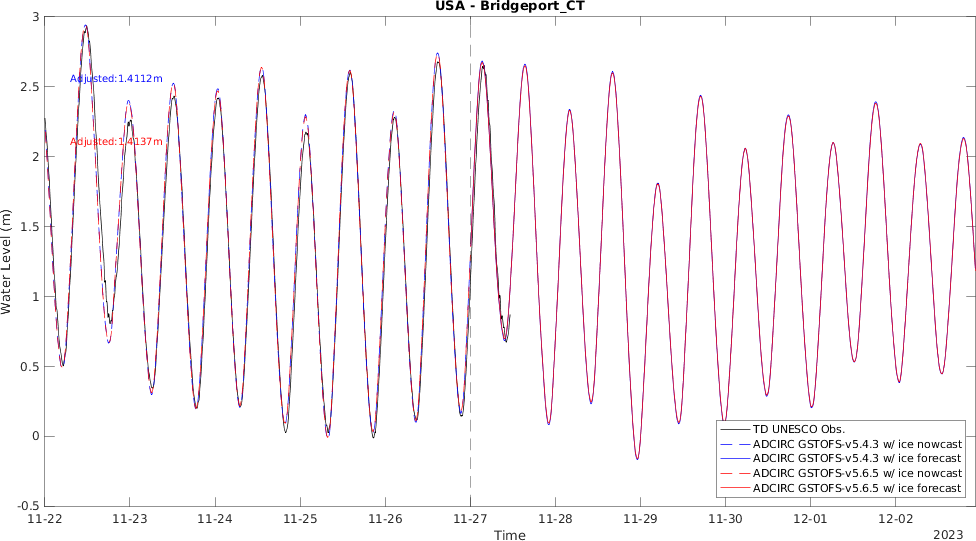 USA - Bridgeport_CT
3
2.5
2
1.5
1
0.5
0
-0.5
Water Level (m)
Adjusted:1.4112m
Adjusted:1.4137m
TD UNESCO Obs.
ADCIRC GSTOFS-v5.4.3 w/ ice nowcast
ADCIRC GSTOFS-v5.4.3 w/ ice forecast
ADCIRC GSTOFS-v5.6.5 w/ ice nowcast
ADCIRC GSTOFS-v5.6.5 w/ ice forecast
11-22 11-23 11-24 11-25 11-26 11-27 11-28 11-29 11-30 12-01 12-02
Time
2023